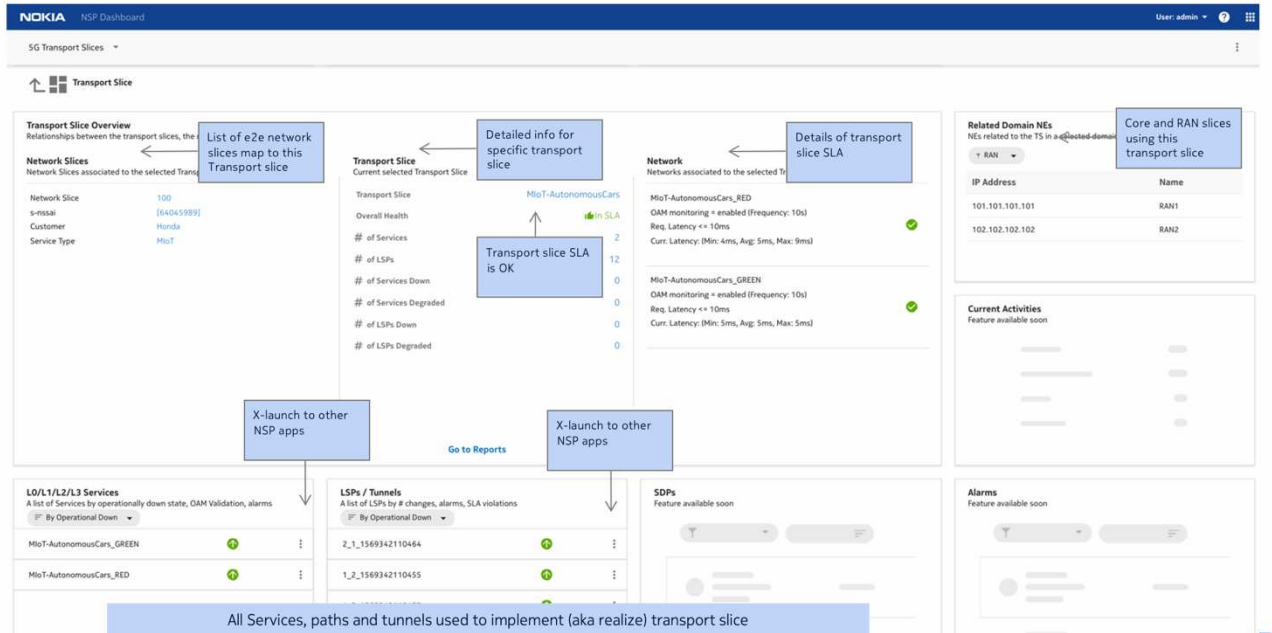 NOKIA NSP Dashboard
User: admin
?
5G Transport Slices
Transport Slice
Transport Slice Overview
Relationships between the transport slices, the
List of e2e network
slices map to this
Transport slice
Network Slices
Network Slices associated to the selected Trans
Network Slice 100
s-nssai [64045989]
Customer Honda
Service Type MIoT
Detailed info for
specific transport
slice
Transport Slice
Current selected Transport Slice
Transport Slice MIoT-AutonomousCars
Overall Health In SLA
# of Services 2
# of LSPs 12
# of Services Down 0
# of Services Degraded 0
# of LSPs Down 0
# of LSPs Degraded 0
Transport slice SLA
is OK
Details of transport
slice SLA
Network
Networks associated to the selected Tr
MIoT-AutonomousCars_RED
OAM monitoring = enabled (Frequency: 10s)
Req. Latency <= 10ms
Curr. Latency: (Min: 4ms, Avg: 5ms, Max: 9ms)
MIoT-AutonomousCars_GREEN
OAM monitoring = enabled (Frequency: 10s)
Req. Latency <= 10ms
Curr. Latency: (Min: 5ms, Avg: 5ms, Max: 5ms)
X-launch to other
NSP apps
X-launch to other
NSP apps
Go to Reports
Related Domain NEs
NEs related to the TS in a selected domai
Core and RAN slices
using this
transport slice
RAN
IP Address Name
101.101.101.101 RAN1
102.102.102.102 RAN2
Current Activities
Feature available soon
L0/L1/L2/L3 Services
A list of Services by operationally down state, OAM Validation, alarms
By Operational Down
MIoT-AutonomousCars_GREEN
MIoT-AutonomousCars_RED
LSPs / Tunnels
A list of LSPs by # changes, alarms, SLA violations
By Operational Down
2_1_1569342110464
1_2_1569342110455
SDPs
Feature available soon
Alarms
Feature available soon
All Services, paths and tunnels used to implement (aka realize) transport slice